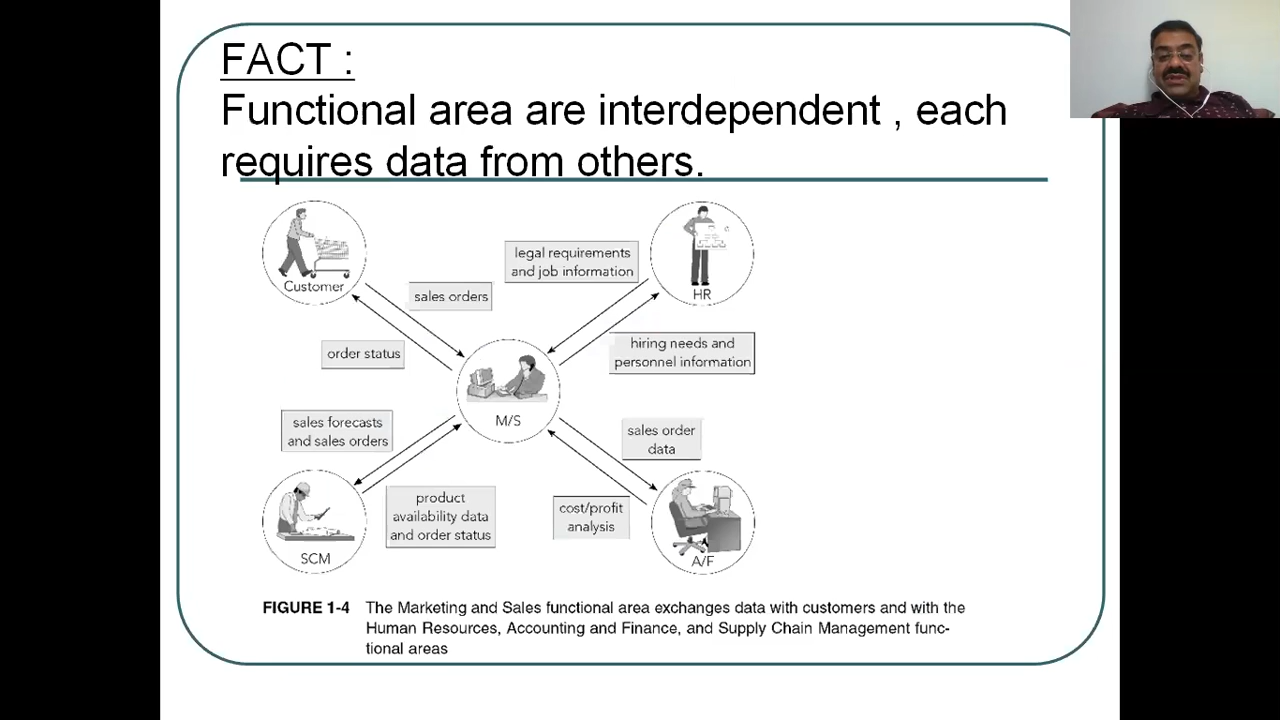 FACT :
Functional area are interdependent , each
requires data from others.
Customer
sales orders
order status
legal requirements
and job information
HR
hiring needs and
personnel information
M/S
sales forecasts
and sales orders
SCM
product
availability data
and order status
sales order
data
cost/profit
analysis
A/F
FIGURE 1-4 The Marketing and Sales functional area exchanges data with customers and with the
Human Resources, Accounting and Finance, and Supply Chain Management func-
tional areas